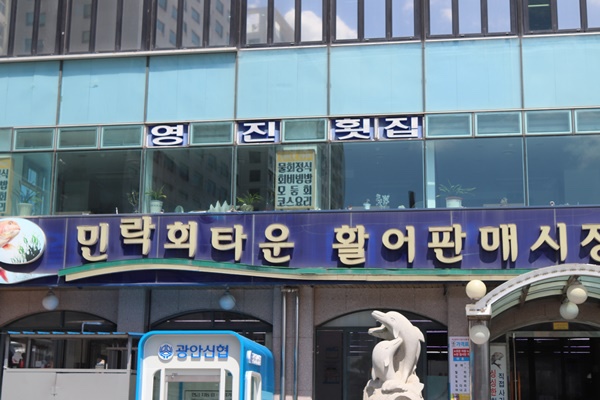 영진횟집
물회정식
회비빔밥
모듬회
코스요리
민락회타운 활어판매시장
광안신협